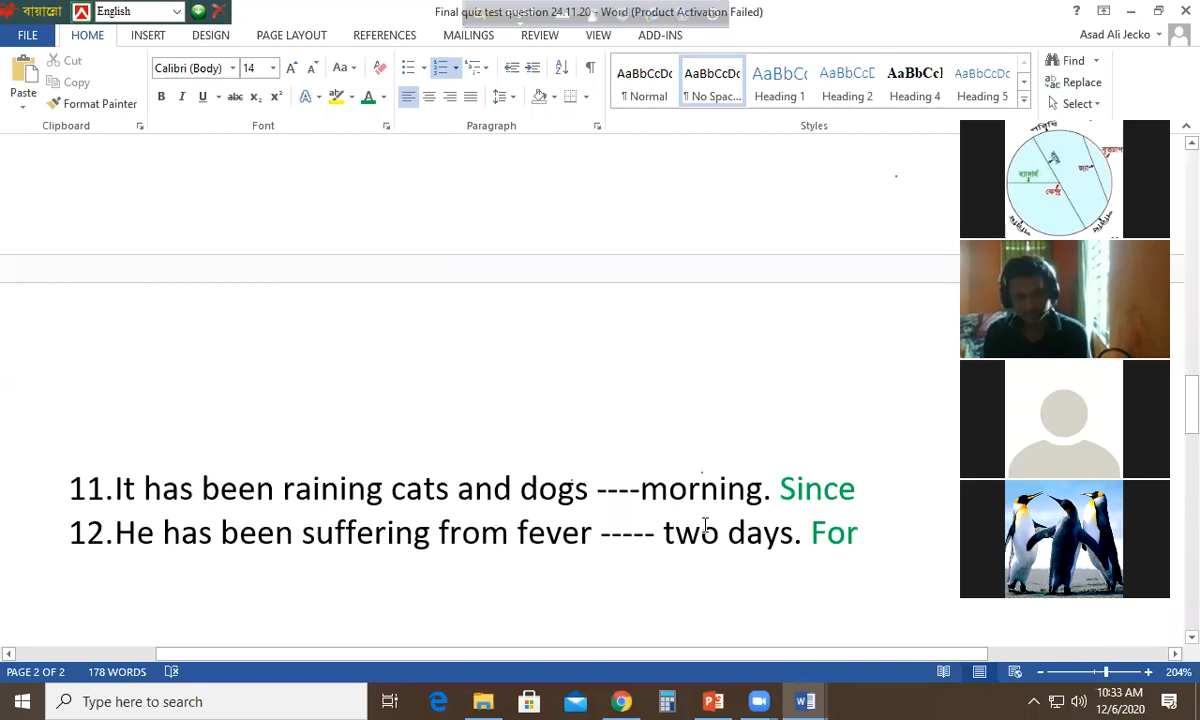 বায়ান্নো English Final quiz test question 24.11.20 - Word (Product Activation Failed) ?
FILE HOME INSERT DESIGN PAGE LAYOUT REFERENCES MAILINGS REVIEW VIEW ADD-INS Asad Ali Jecko
Paste Cut Copy Format Painter
Calibri (Body) 14 A A Aa
B I U abc x₂ x² A A
AaBbCcDc AaBbCcDc AaBbCc AaBbCcD AaBbCcl AaBbCcD
¶ Normal ¶ No Spac... Heading 1 Heading 2 Heading 4 Heading 5
Find Replace Select
Clipboard Font Paragraph Styles
ব্যাসার্ধ কেন্দ্র জ্যা
11.It has been raining cats and dogs ----morning. Since
12.He has been suffering from fever ----- two days. For
PAGE 2 OF 2 178 WORDS 204%
Type here to search
10:33 AM
12/6/2020